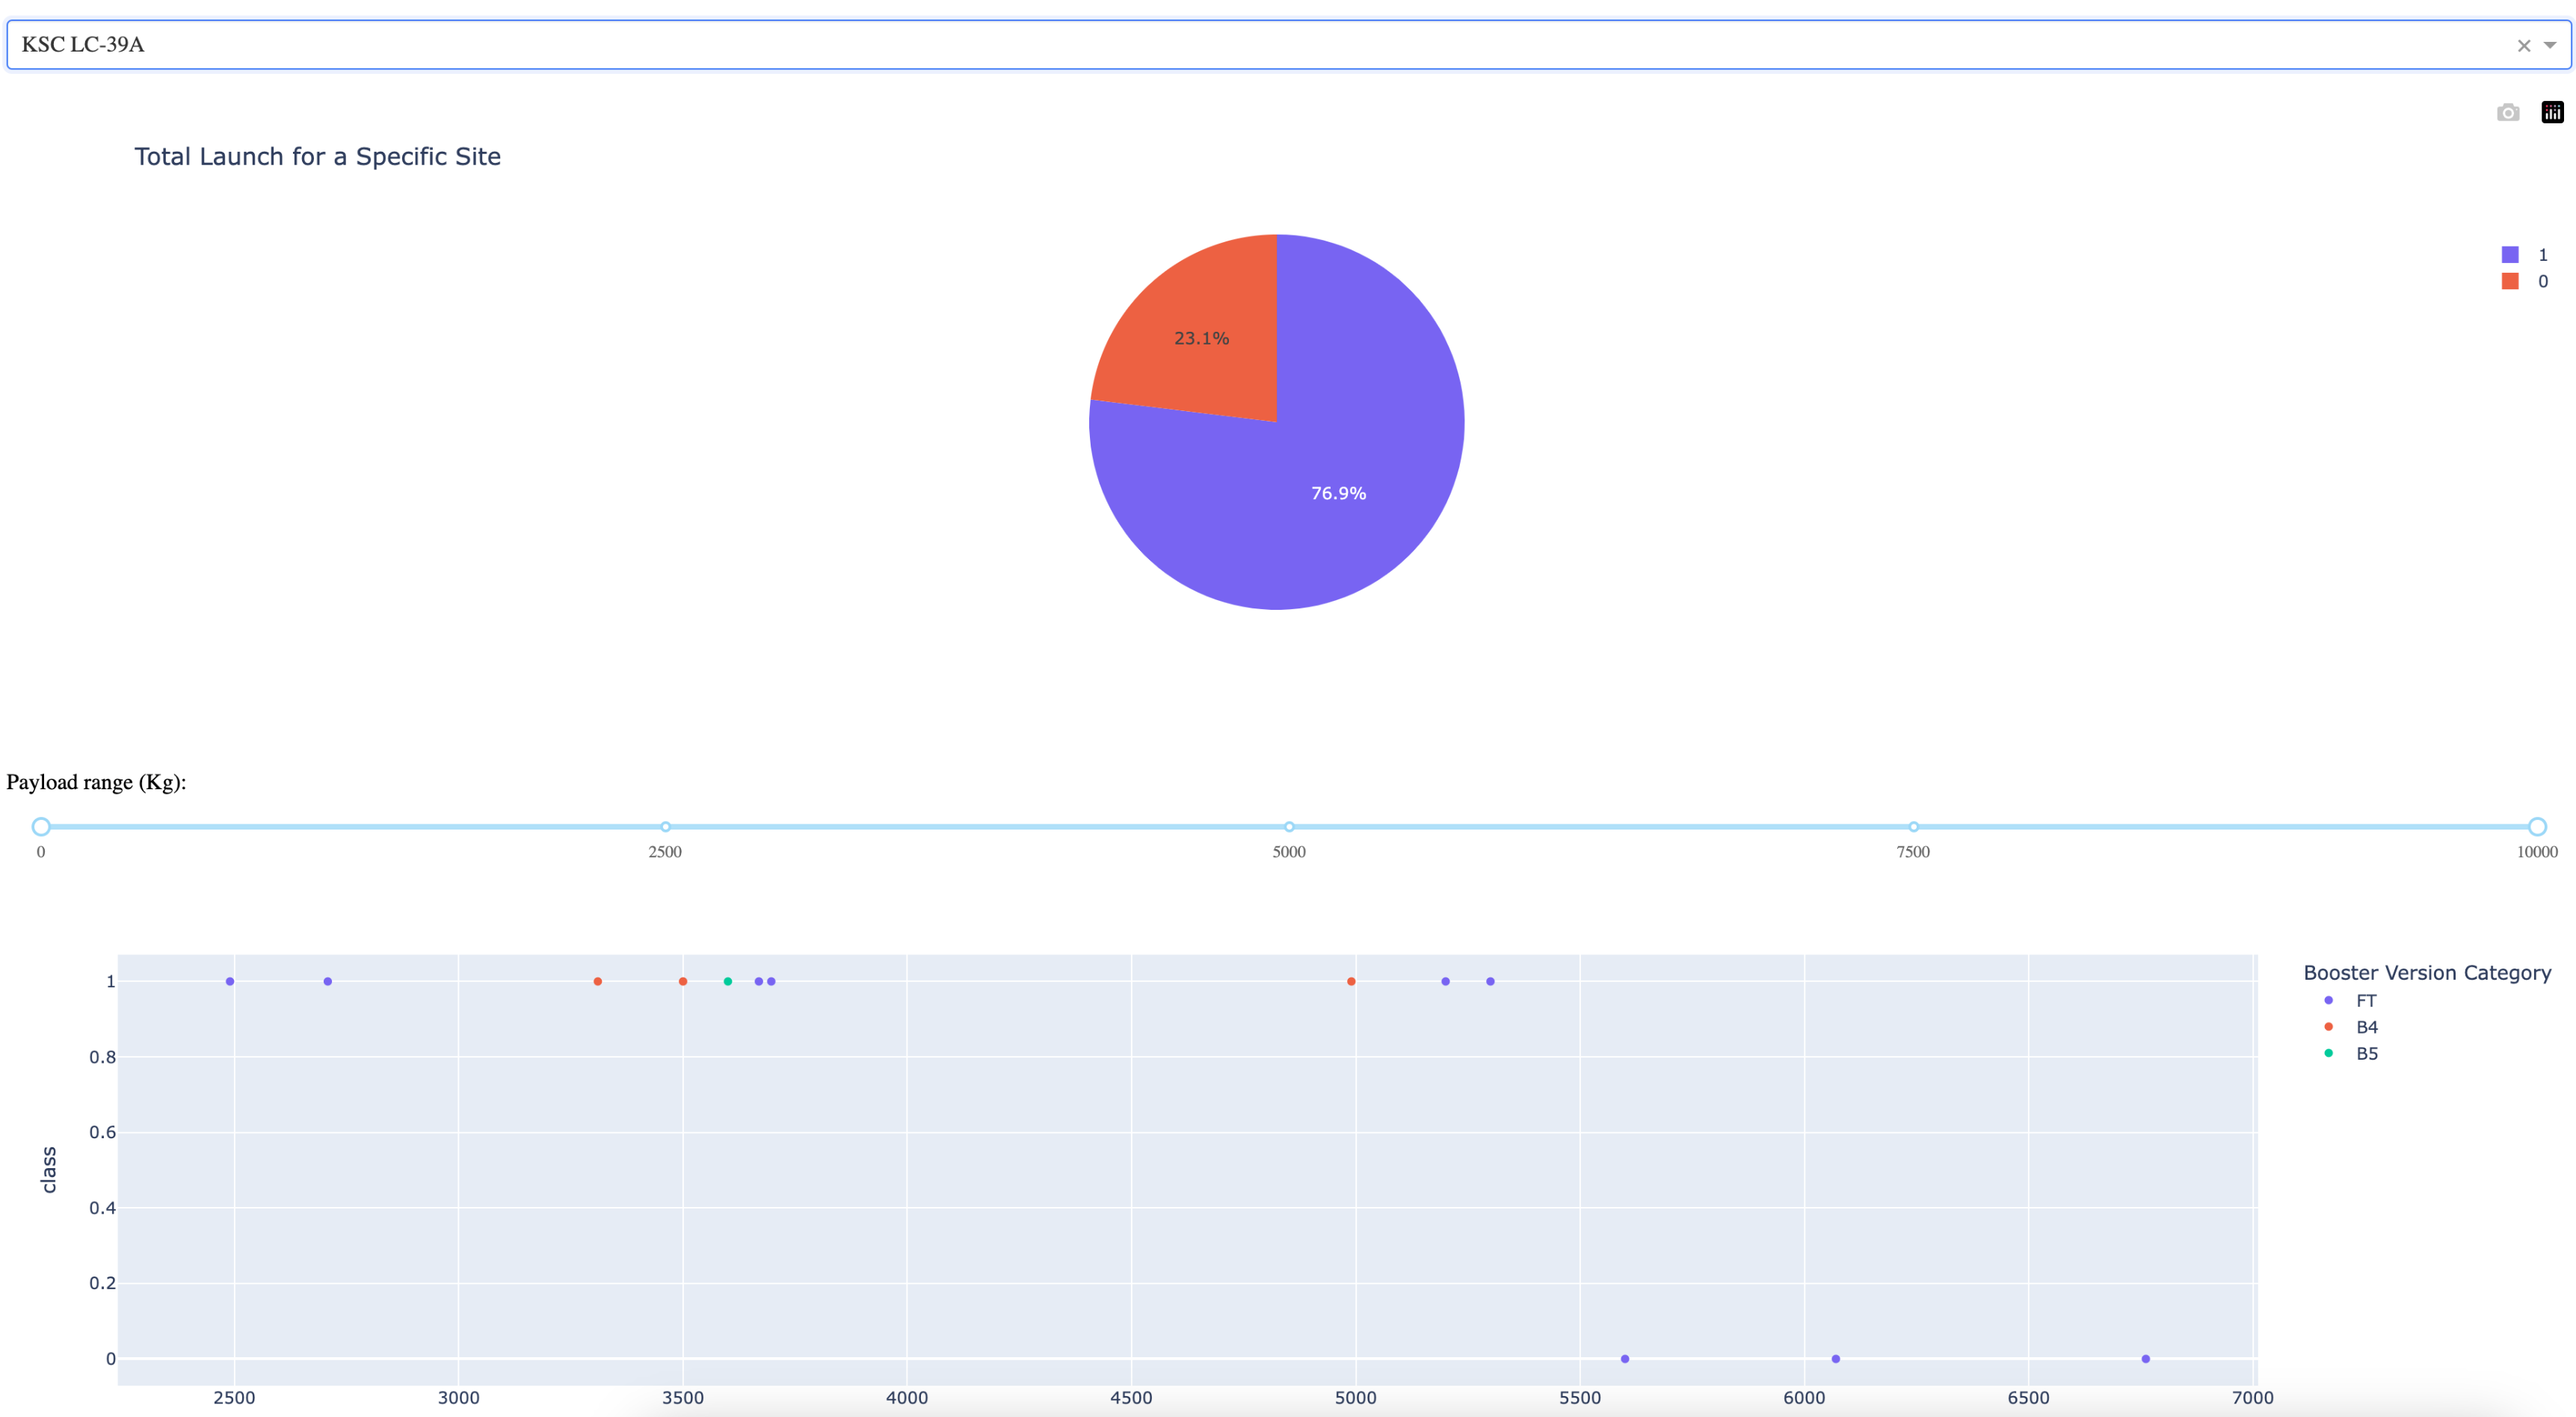 KSC LC-39A
Total Launch for a Specific Site
1
0
23.1%
76.9%
Payload range (Kg):
0 2500 5000 7500 10000
Booster Version Category
FT
B4
B5
1
0.8
0.6
0.4
0.2
0
class
2500 3000 3500 4000 4500 5000 5500 6000 6500 7000